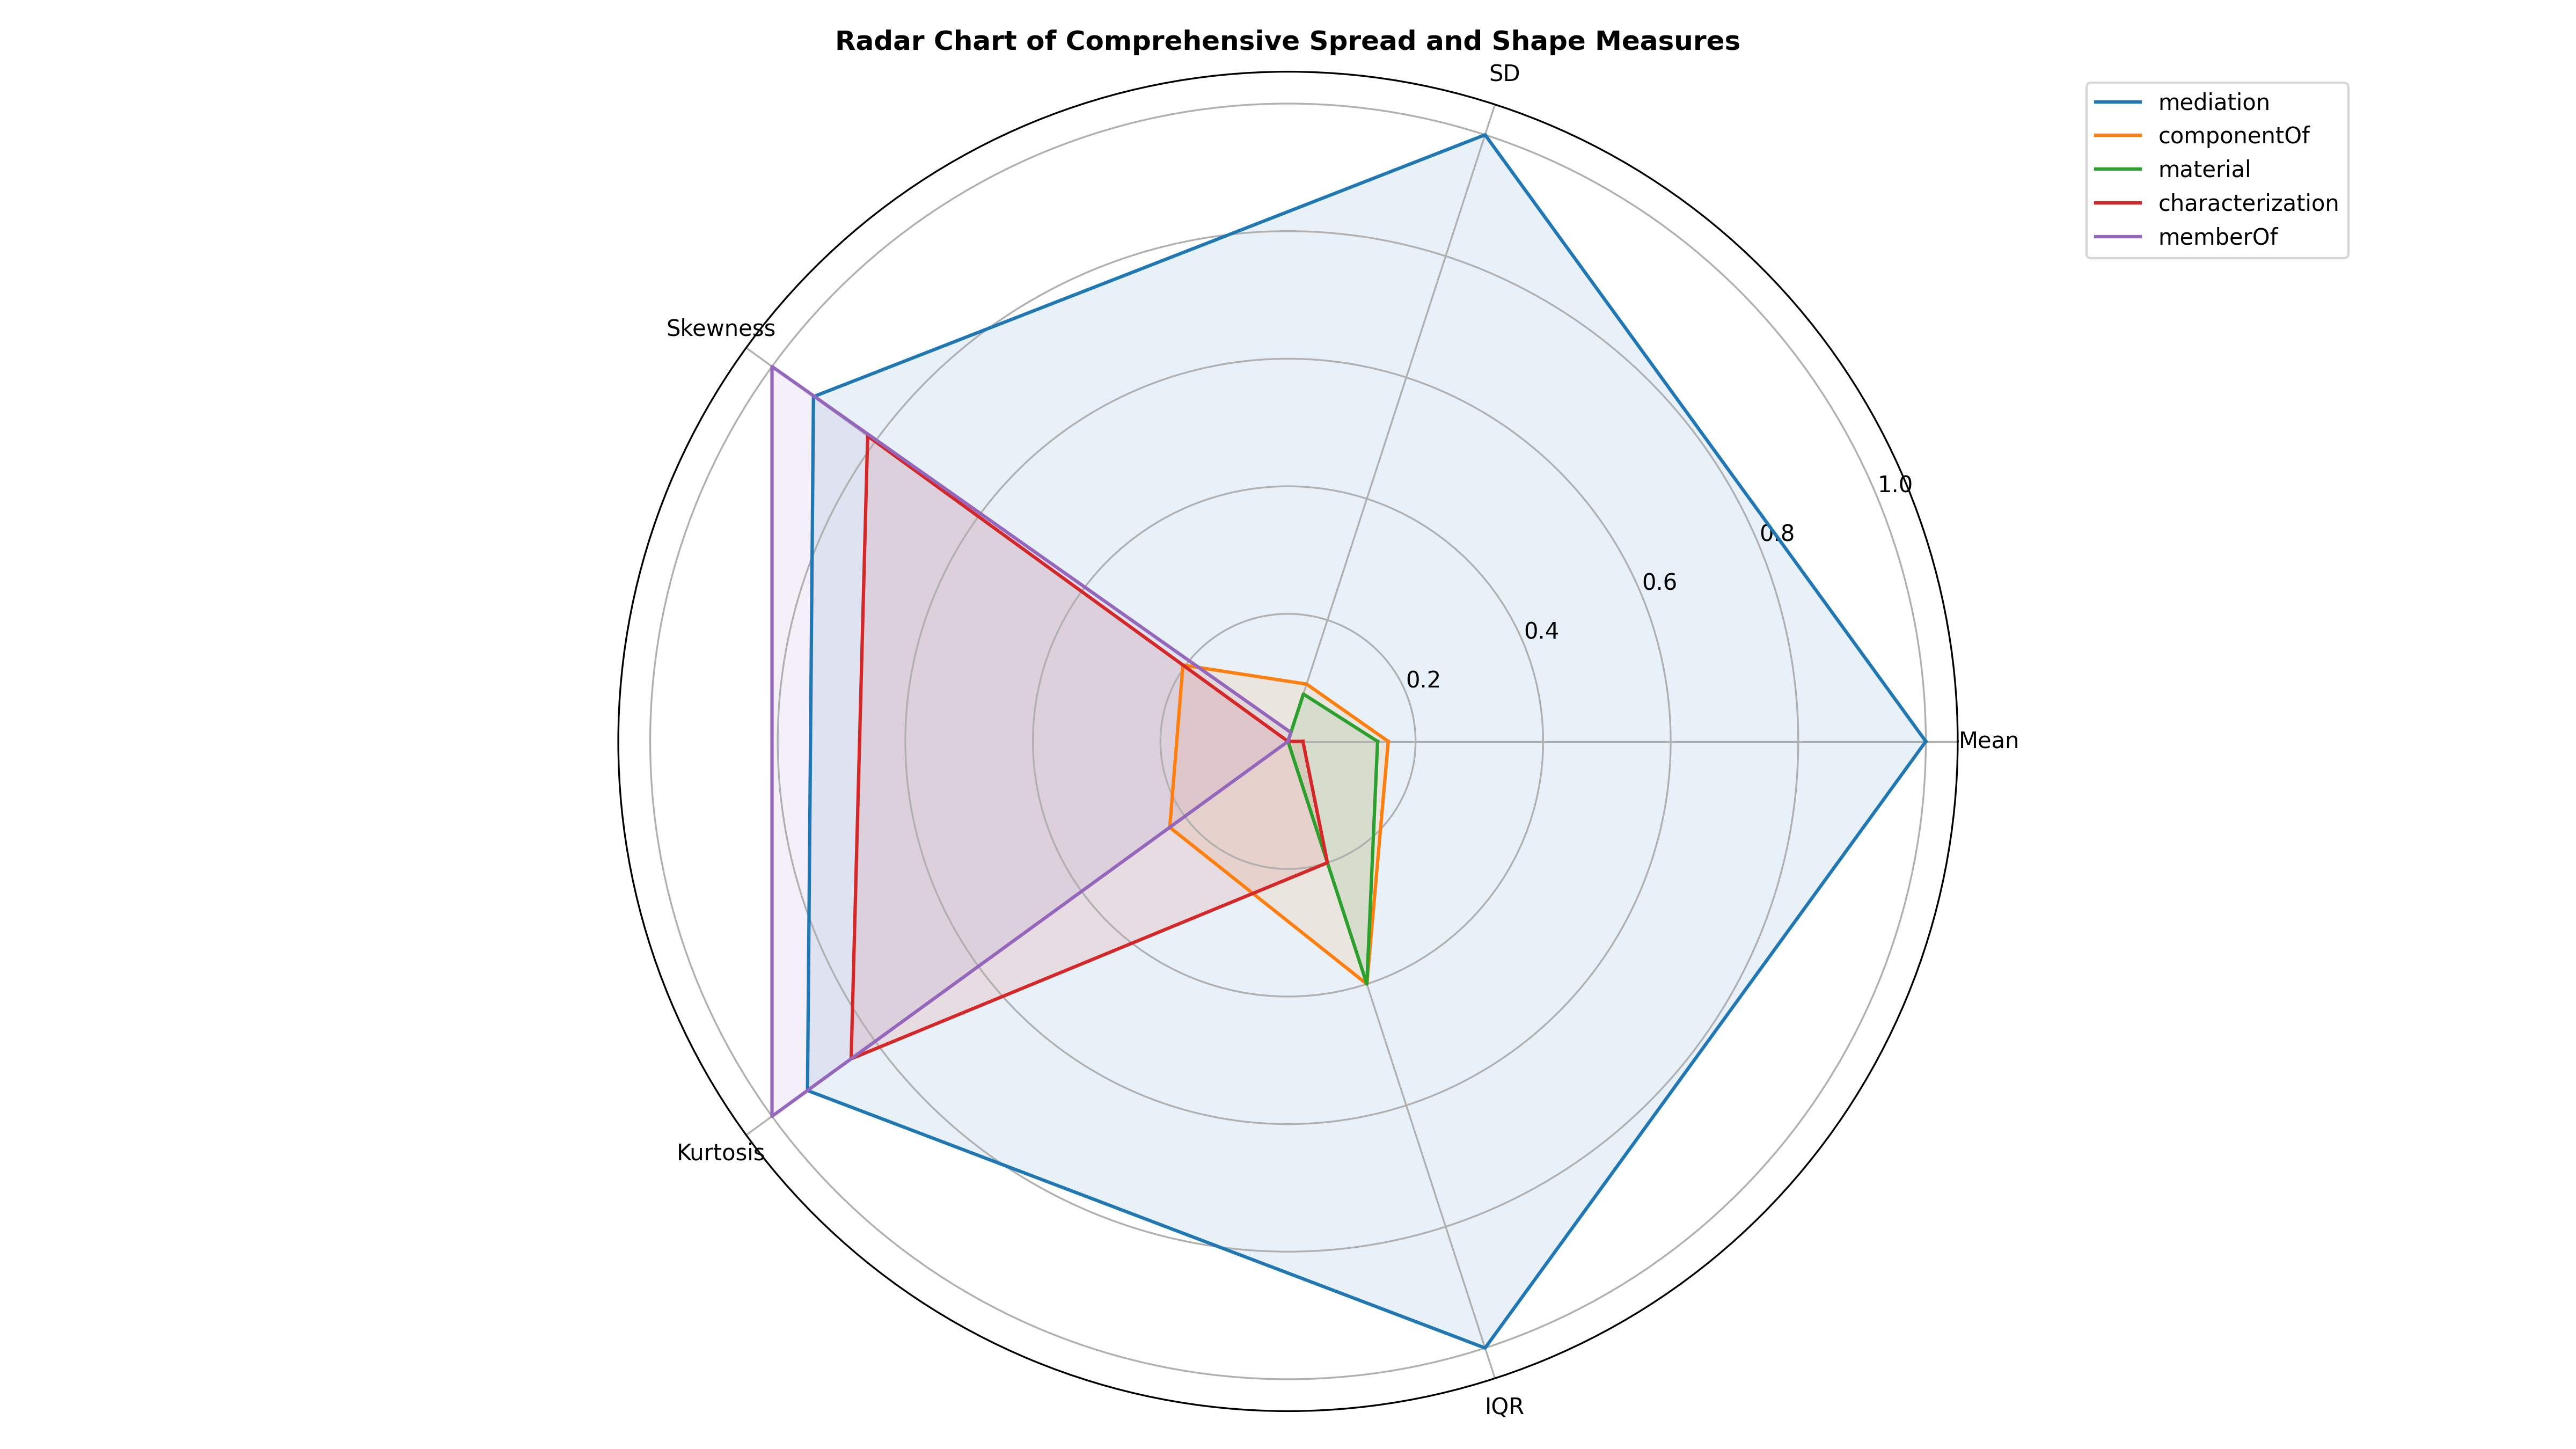 Radar Chart of Comprehensive Spread and Shape Measures
SD
mediation
componentOf
material
characterization
memberOf
Skewness
1.0
0.8
0.6
0.4
0.2
Mean
Kurtosis
IQR